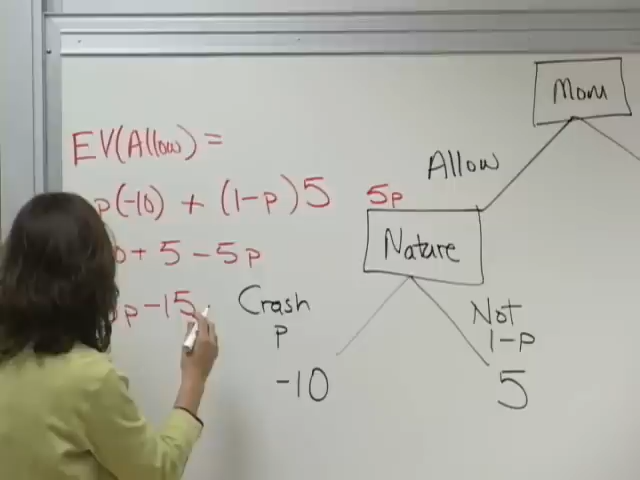 EV(Allow) =
p(-10) + (1-p)5
+ 5 - 5p
p - 15
Mom
Allow
5p
Nature
Crash
p
-10
Not
1-p
5